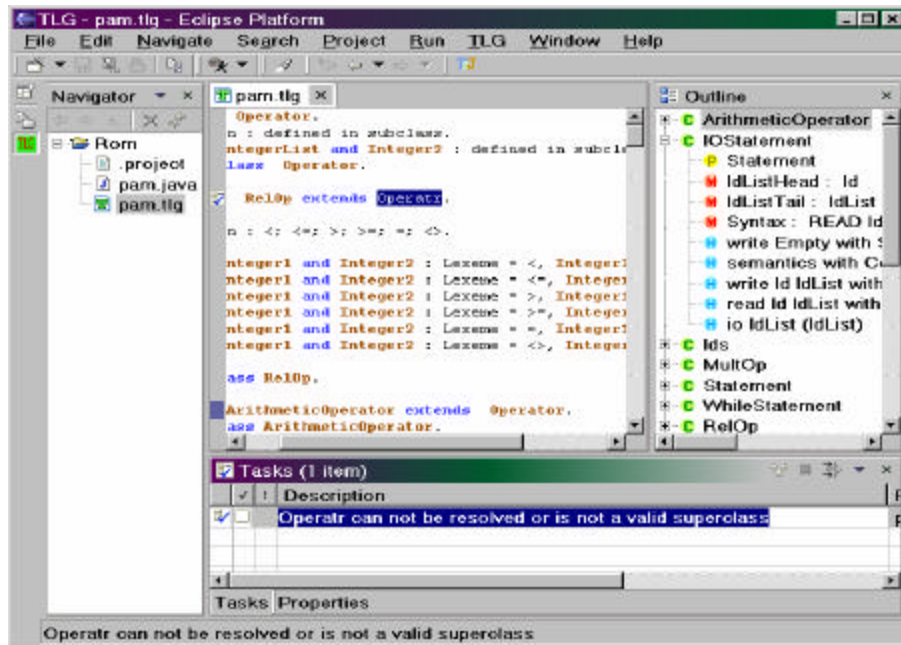 TLG - pam.tlg - Eclipse Platform
File Edit Navigate Search Project Run TLG Window Help
Navigator
Rom
.project
pam.java
pam.tlg
pam.tlg
Operator.
n : defined in subclass.
ntegerList and Integer2 : defined in subcl
lass Operator.
RelOp extends Operatr.
n : <; <=; >; >=; =; <>.
nteger1 and Integer2 : Lexeme = <, Integer1
nteger1 and Integer2 : Lexeme = <=, Integer
nteger1 and Integer2 : Lexeme = >, Integer1
nteger1 and Integer2 : Lexeme = >=, Integer
nteger1 and Integer2 : Lexeme = =, Integer1
nteger1 and Integer2 : Lexeme = <>, Integer
ass RelOp.
ArithmeticOperator extends Operator.
ass ArithmeticOperator.
Outline
ArithmeticOperator
IOStatement
Statement
IdListHead : Id
IdListTail : IdList
Syntax : READ Id
write Empty with
semantics with
write Id IdList with
read Id IdList with
io IdList (IdList)
Ids
MultOp
Statement
WhileStatement
RelOp
Tasks (1 item)
Description
Operatr can not be resolved or is not a valid superclass
Tasks Properties
Operatr can not be resolved or is not a valid superclass